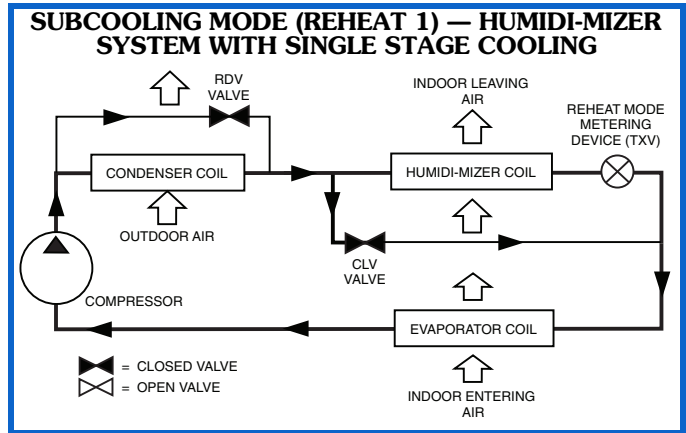 SUBCOOLING MODE (REHEAT 1) — HUMIDI-MIZER
SYSTEM WITH SINGLE STAGE COOLING
RDV
VALVE
INDOOR LEAVING
AIR
REHEAT MODE
METERING
DEVICE (TXV)
CONDENSER COIL
HUMIDI-MIZER COIL
OUTDOOR AIR
CLV
VALVE
COMPRESSOR
EVAPORATOR COIL
= CLOSED VALVE
= OPEN VALVE
INDOOR ENTERING
AIR